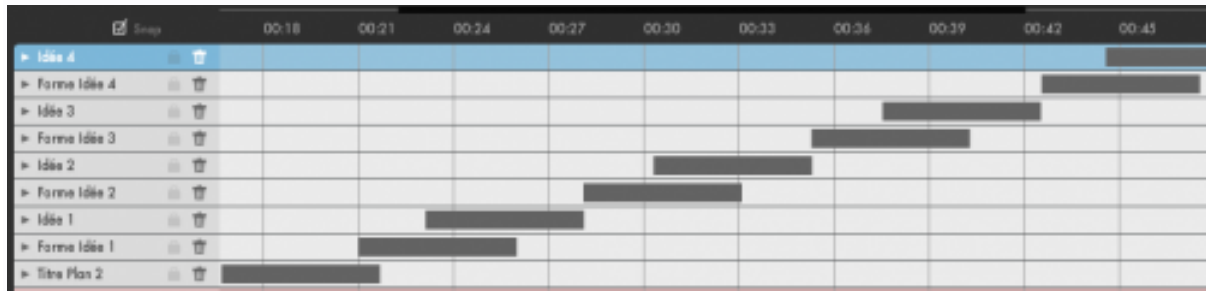 Snap 00:18 00:21 00:24 00:27 00:30 00:33 00:36 00:39 00:42 00:45
Idée 4
Forme Idée 4
Idée 3
Forme Idée 3
Idée 2
Forme Idée 2
Idée 1
Forme Idée 1
Titre Plan 2